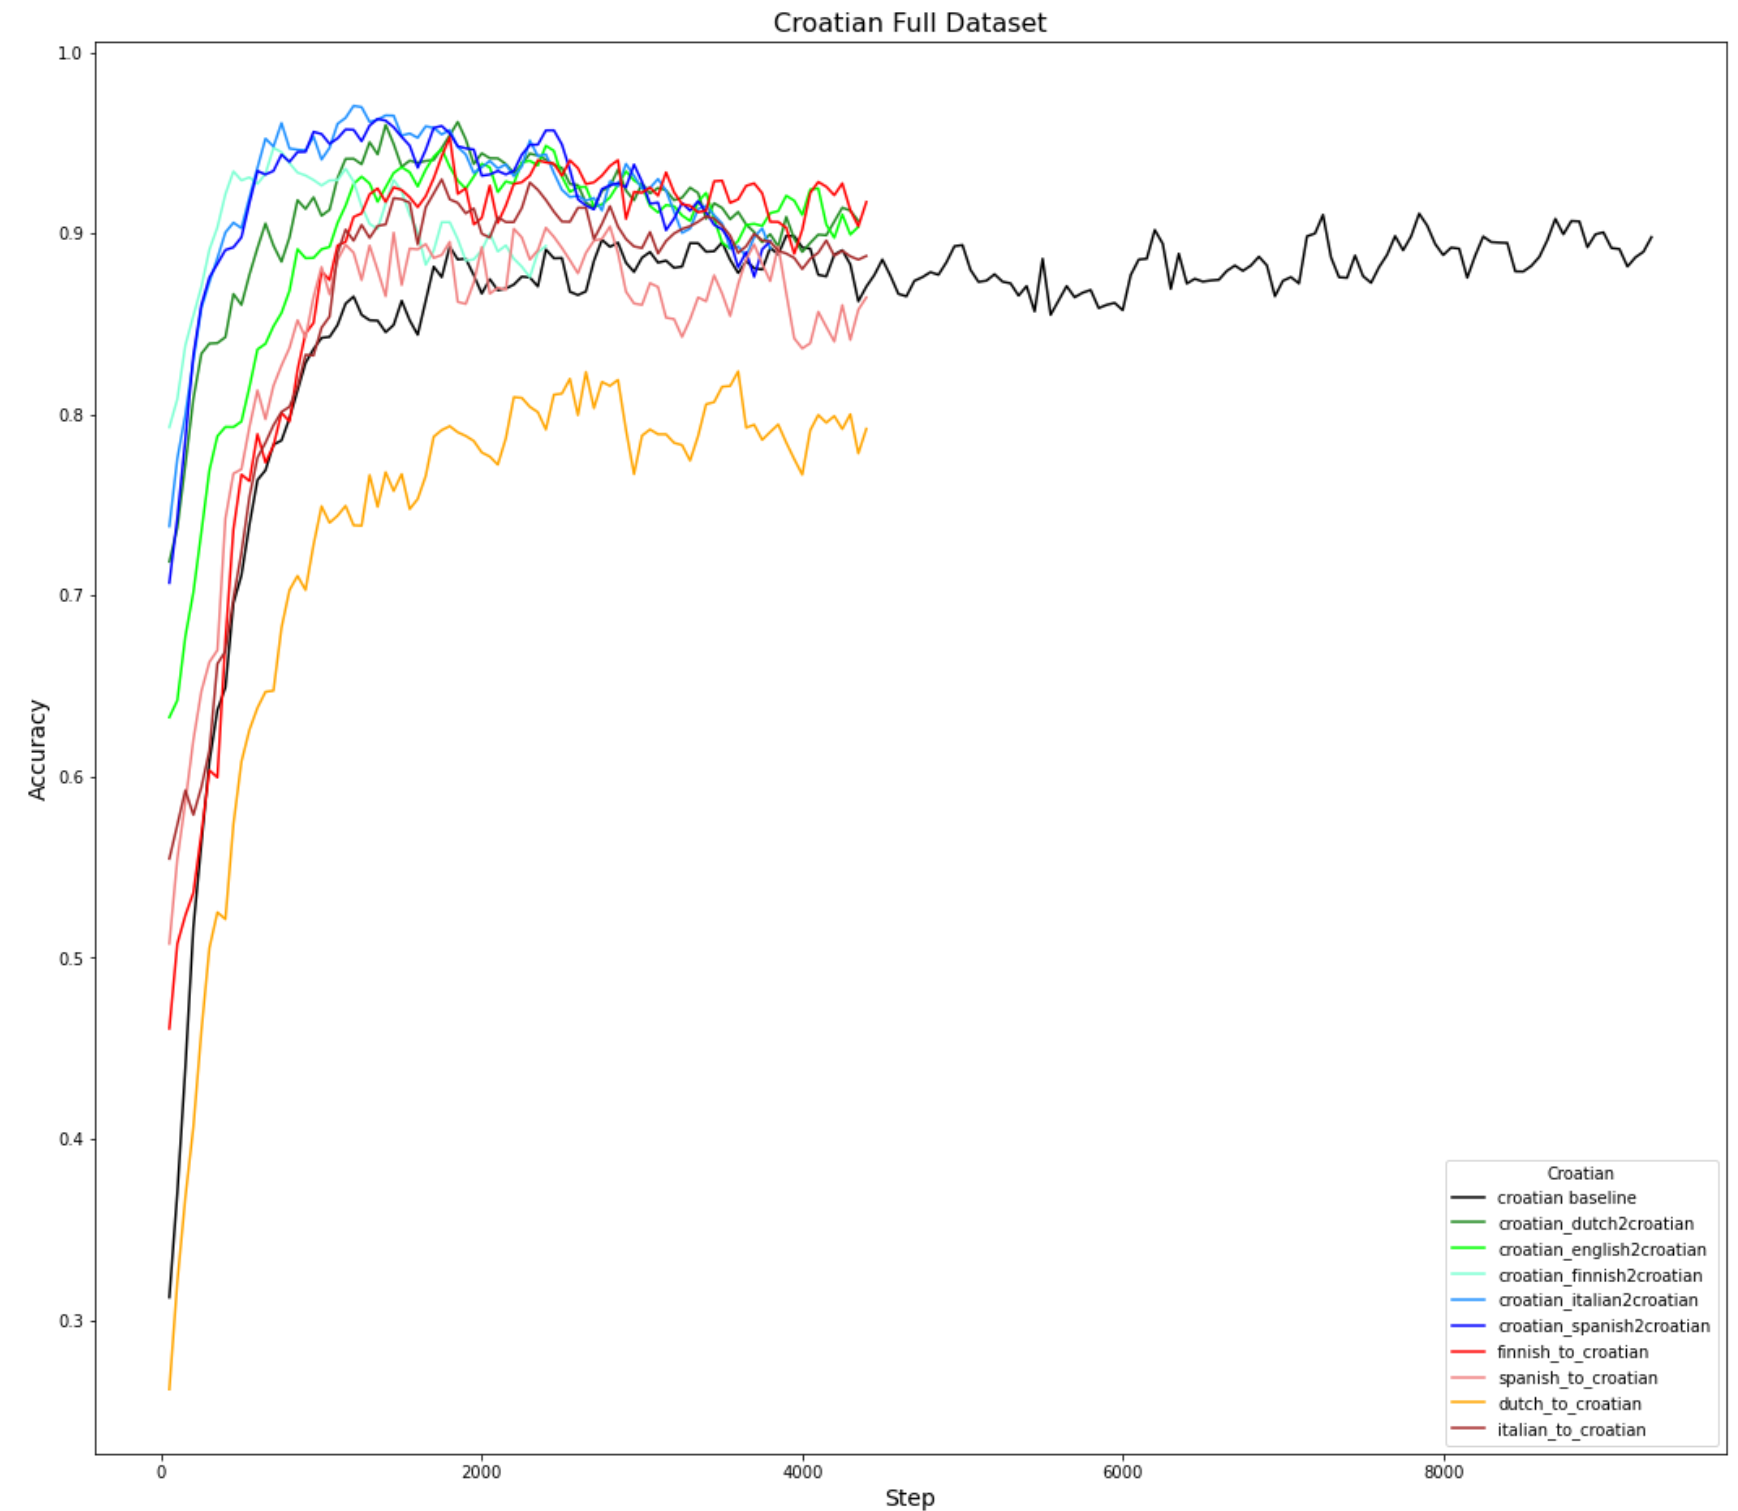 Croatian Full Dataset
1.0
0.9
0.8
0.7
0.6
0.5
0.4
0.3
Accuracy
0
2000
4000
6000
8000
Step
Croatian
croatian baseline
croatian_dutch2croatian
croatian_english2croatian
croatian_finnish2croatian
croatian_italian2croatian
croatian_spanish2croatian
finnish_to_croatian
spanish_to_croatian
dutch_to_croatian
italian_to_croatian